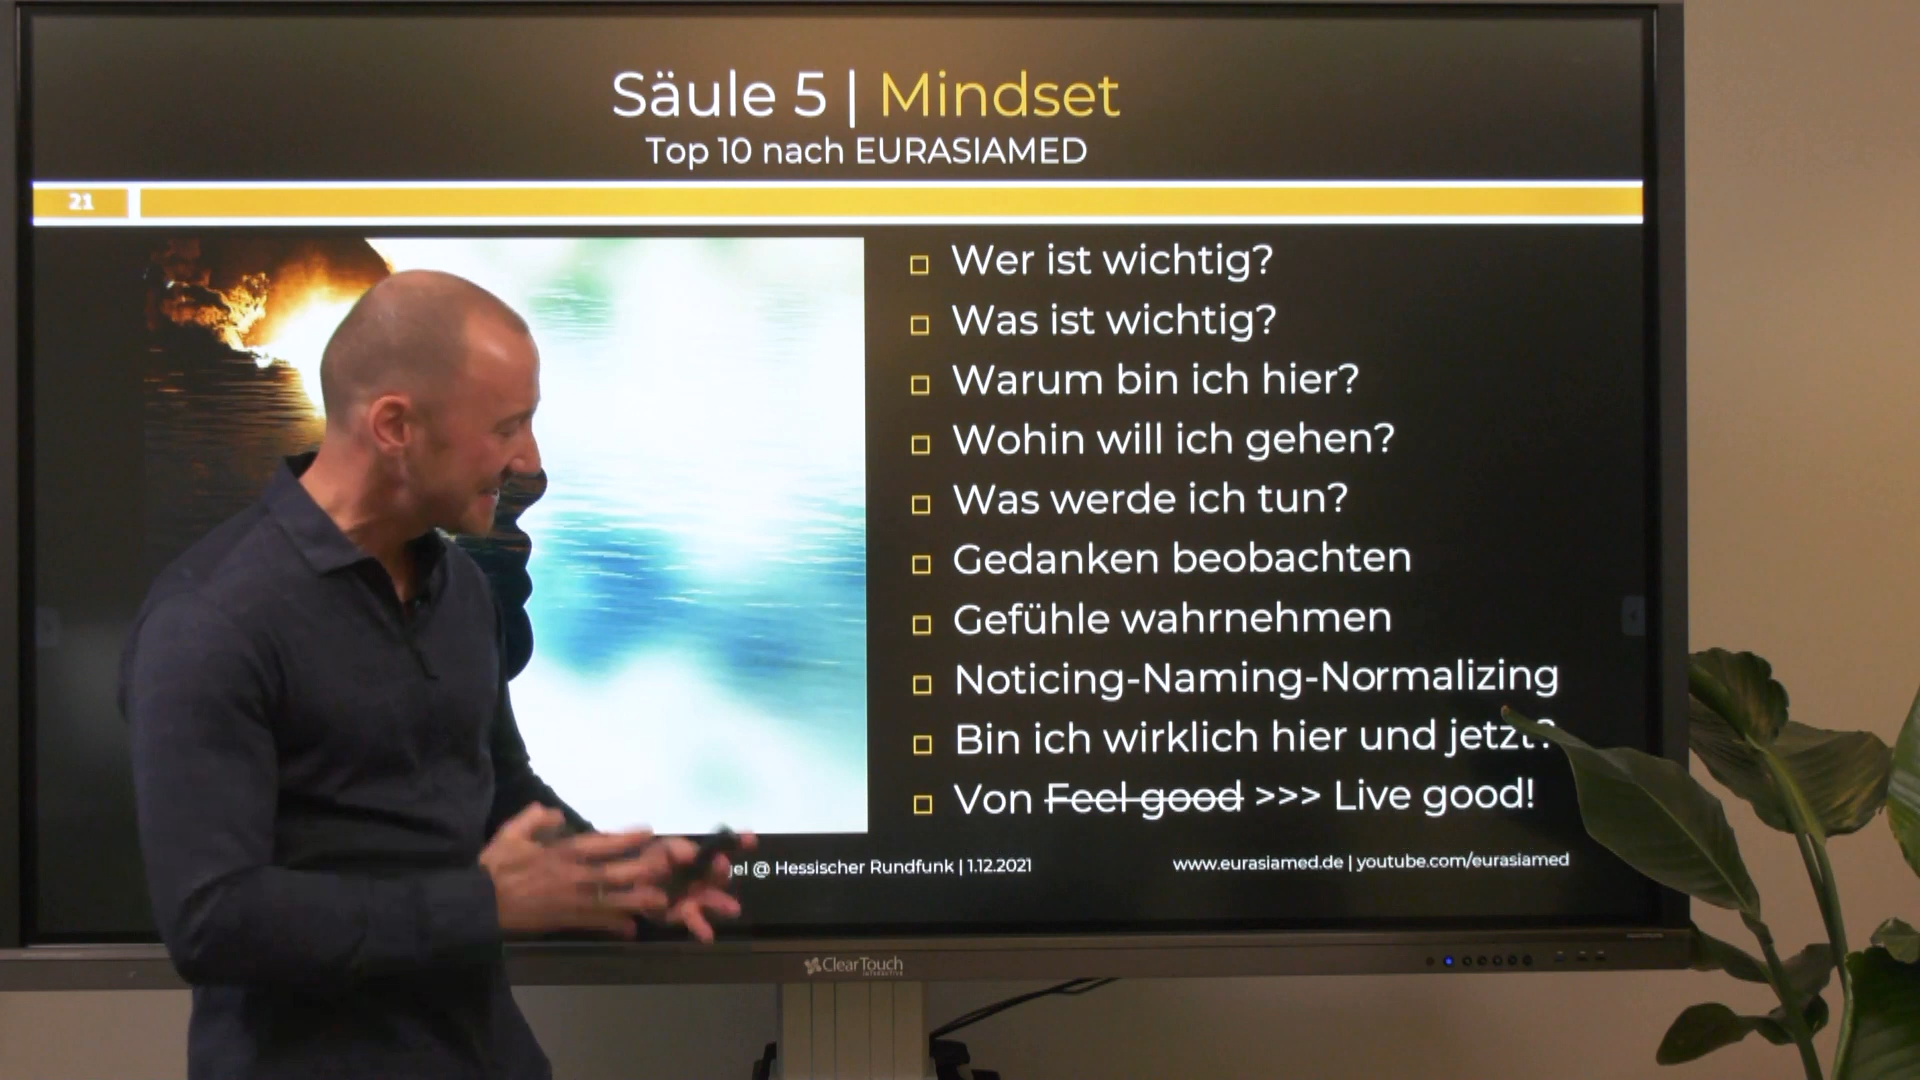 Säule 5 | Mindset
Top 10 nach EURASIAMED
21
Wer ist wichtig?
Was ist wichtig?
Warum bin ich hier?
Wohin will ich gehen?
Was werde ich tun?
Gedanken beobachten
Gefühle wahrnehmen
Noticing-Naming-Normalizing
Bin ich wirklich hier und jetzt?
Von Feel good >>> Live good!
@ Hessischer Rundfunk | 1.12.2021
www.eurasiamed.de | youtube.com/eurasiamed
ClearTouch
INTERACTIVE